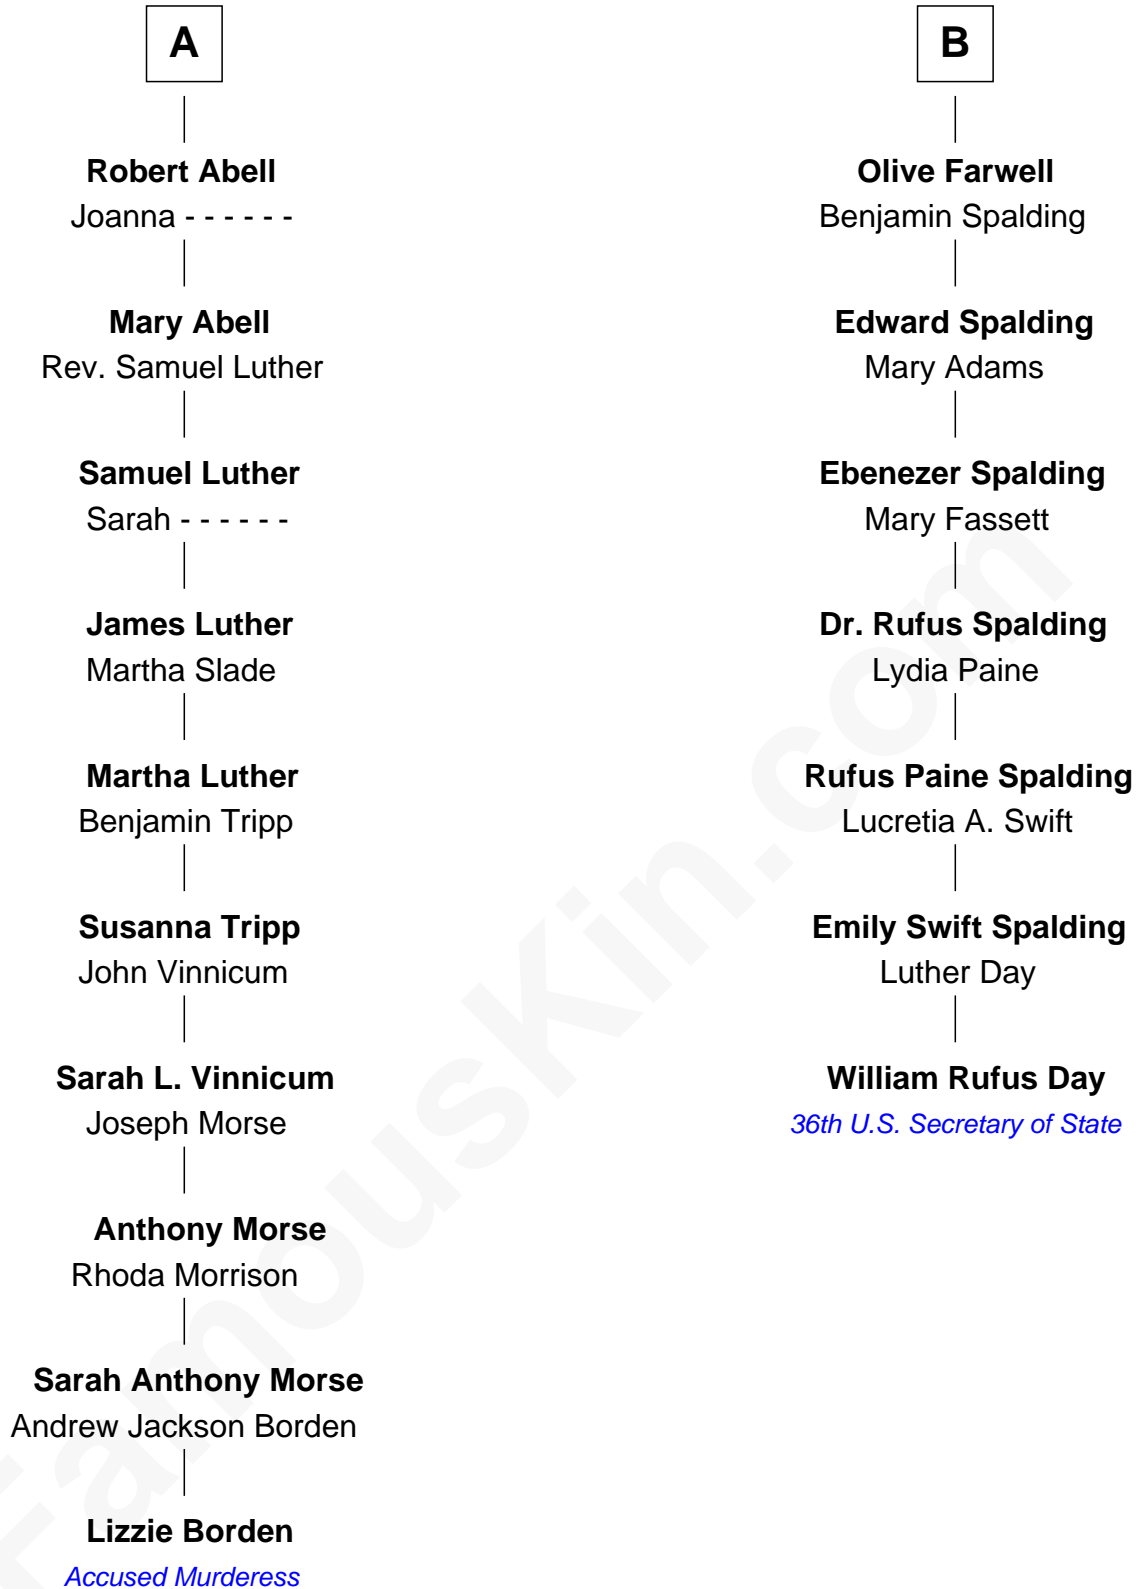 A
Robert Abell
Joanna - - - - - -
Mary Abell
Rev. Samuel Luther
Samuel Luther
Sarah - - - - - -
James Luther
Martha Slade
Martha Luther
Benjamin Tripp
Susanna Tripp
John Vinnicum
Sarah L. Vinnicum
Joseph Morse
Anthony Morse
Rhoda Morrison
Sarah Anthony Morse
Andrew Jackson Borden
Lizzie Borden
Accused Murderess
B
Olive Farwell
Benjamin Spalding
Edward Spalding
Mary Adams
Ebenezer Spalding
Mary Fassett
Dr. Rufus Spalding
Lydia Paine
Rufus Paine Spalding
Lucretia A. Swift
Emily Swift Spalding
Luther Day
William Rufus Day
36th U.S. Secretary of State
FamousKin.com